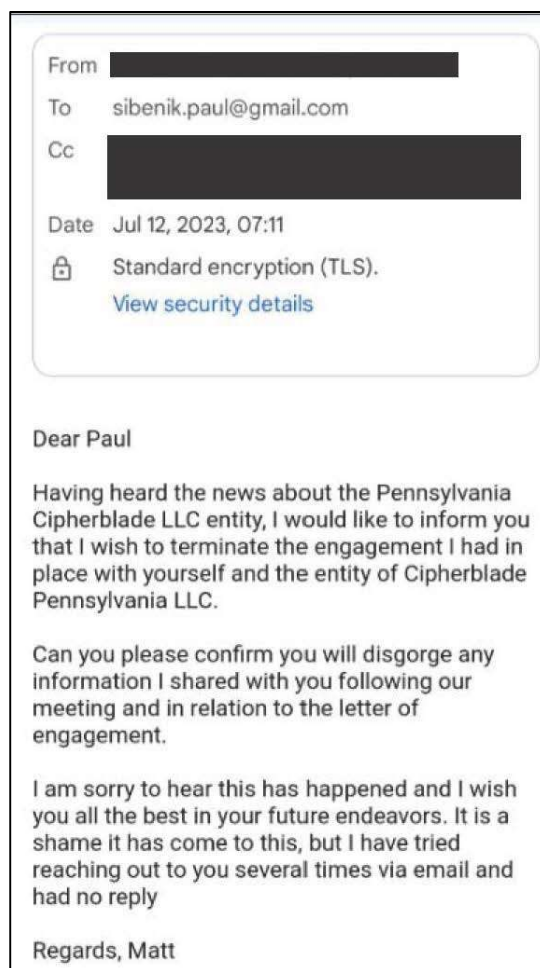 From
To sibenik.paul@gmail.com
Cc
Date Jul 12, 2023, 07:11
Standard encryption (TLS).
View security details
Dear Paul
Having heard the news about the Pennsylvania
Cipherblade LLC entity, I would like to inform you
that I wish to terminate the engagement I had in
place with yourself and the entity of Cipherblade
Pennsylvania LLC.
Can you please confirm you will disgorge any
information I shared with you following our
meeting and in relation to the letter of
engagement.
I am sorry to hear this has happened and I wish
you all the best in your future endeavors. It is a
shame it has come to this, but I have tried
reaching out to you several times via email and
had no reply
Regards, Matt